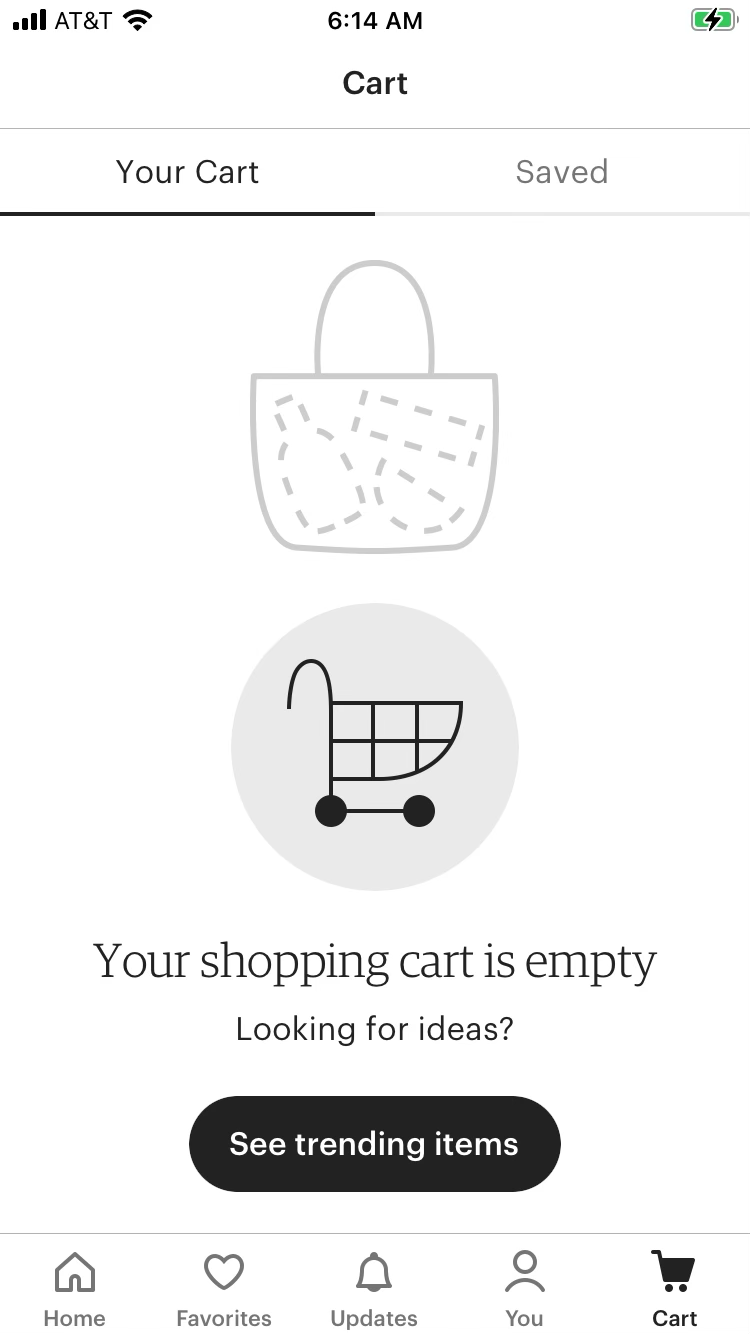 AT&T
6:14 AM
Cart
Your Cart
Saved
Your shopping cart is empty
Looking for ideas?
See trending items
Home
Favorites
Updates
You
Cart